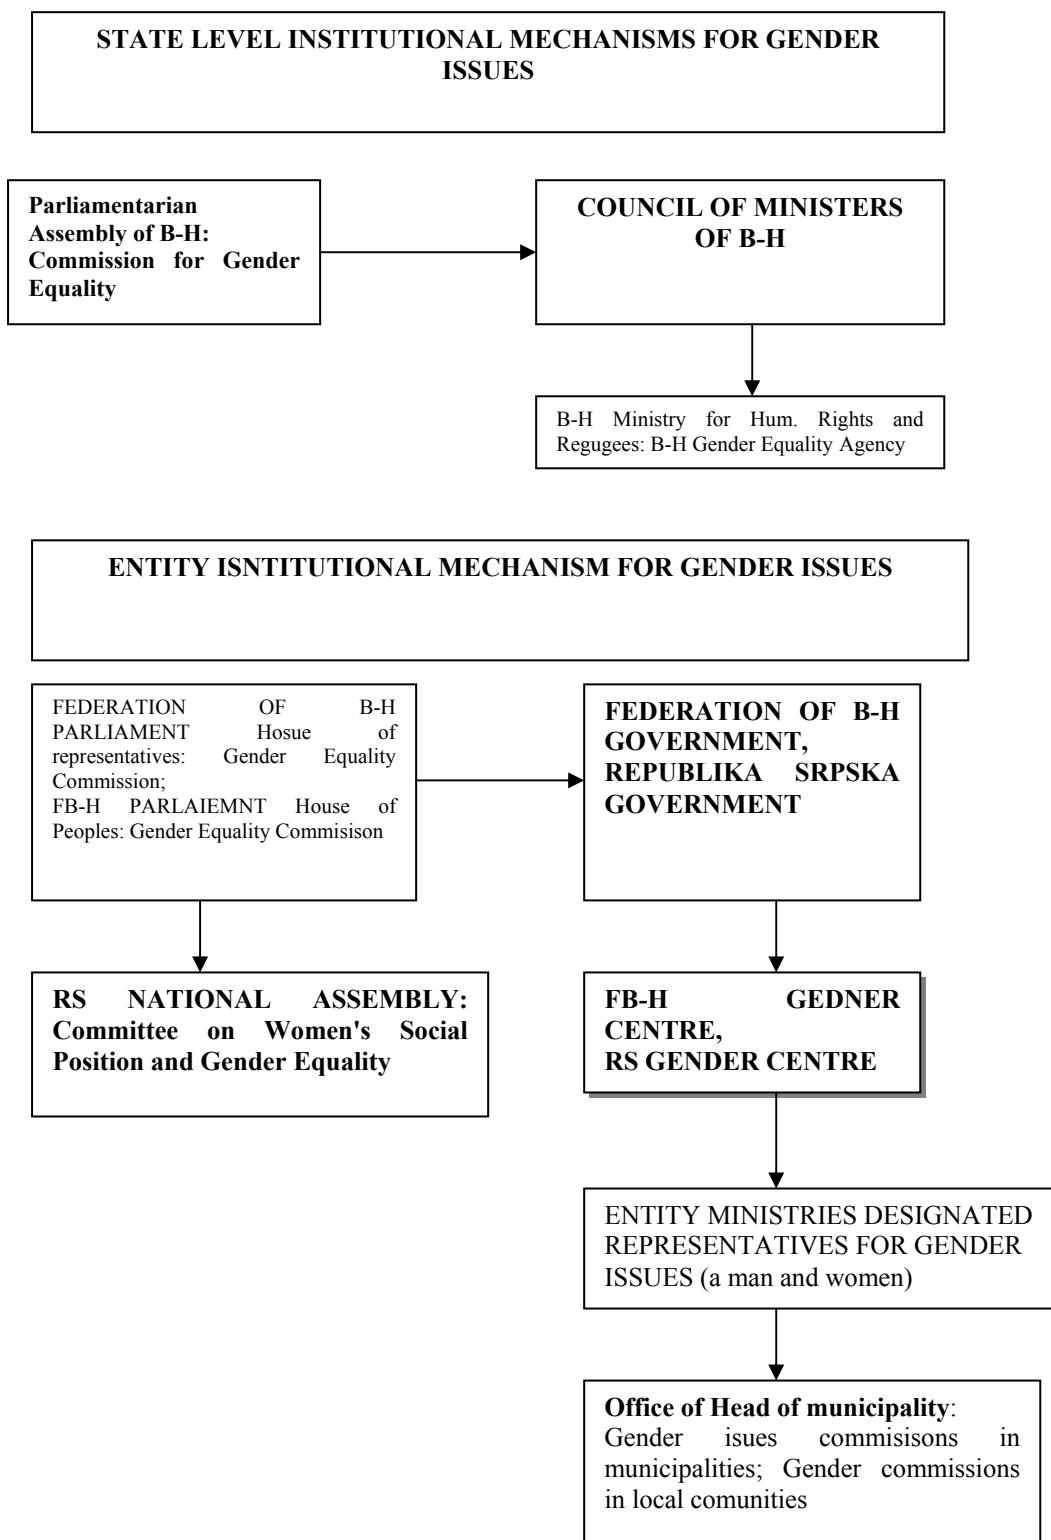 STATE LEVEL INSTITUTIONAL MECHANISMS FOR GENDER
ISSUES
Parliamentarian
Assembly of B-H:
Commission for Gender
Equality
COUNCIL OF MINISTERS
OF B-H
B-H Ministry for Hum. Rights and
Regugees: B-H Gender Equality Agency
ENTITY ISNTITUTIONAL MECHANISM FOR GENDER ISSUES
FEDERATION OF B-H
PARLIAMENT Hosue of
representatives: Gender Equality
Commission;
FB-H PARLAIEMNT House of
Peoples: Gender Equality Commisison
FEDERATION OF B-H
GOVERNMENT,
REPUBLIKA SRPSKA
GOVERNMENT
RS NATIONAL ASSEMBLY:
Committee on Women's Social
Position and Gender Equality
FB-H GEDNER
CENTRE,
RS GENDER CENTRE
ENTITY MINISTRIES DESIGNATED
REPRESENTATIVES FOR GENDER
ISSUES (a man and women)
Office of Head of municipality:
Gender isues commisisons in
municipalities; Gender commissions
in local comunities